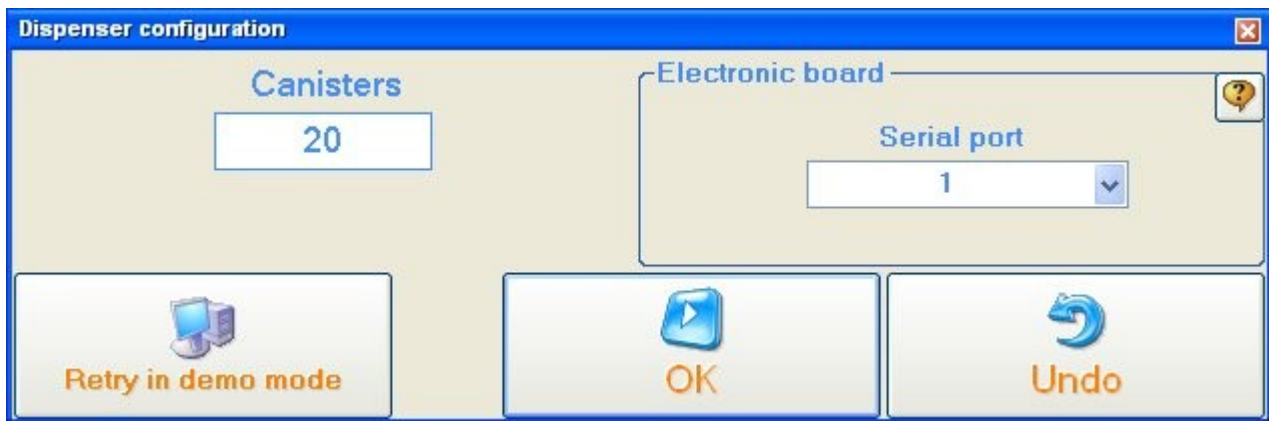 Dispenser configuration
Canisters
20
Electronic board
Serial port
1
Retry in demo mode
OK
Undo